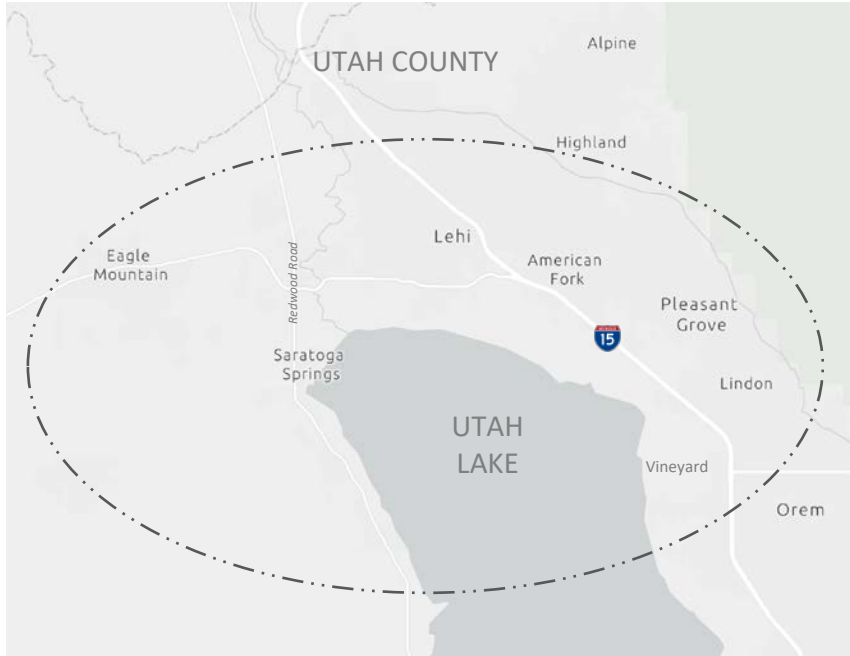 UTAH COUNTY
Alpine
Highland
Lehi
Eagle
Mountain
Redwood Road
American
Fork
Pleasant
Grove
INTERSTATE
15
Saratoga
Springs
Lindon
UTAH
LAKE
Vineyard
Orem